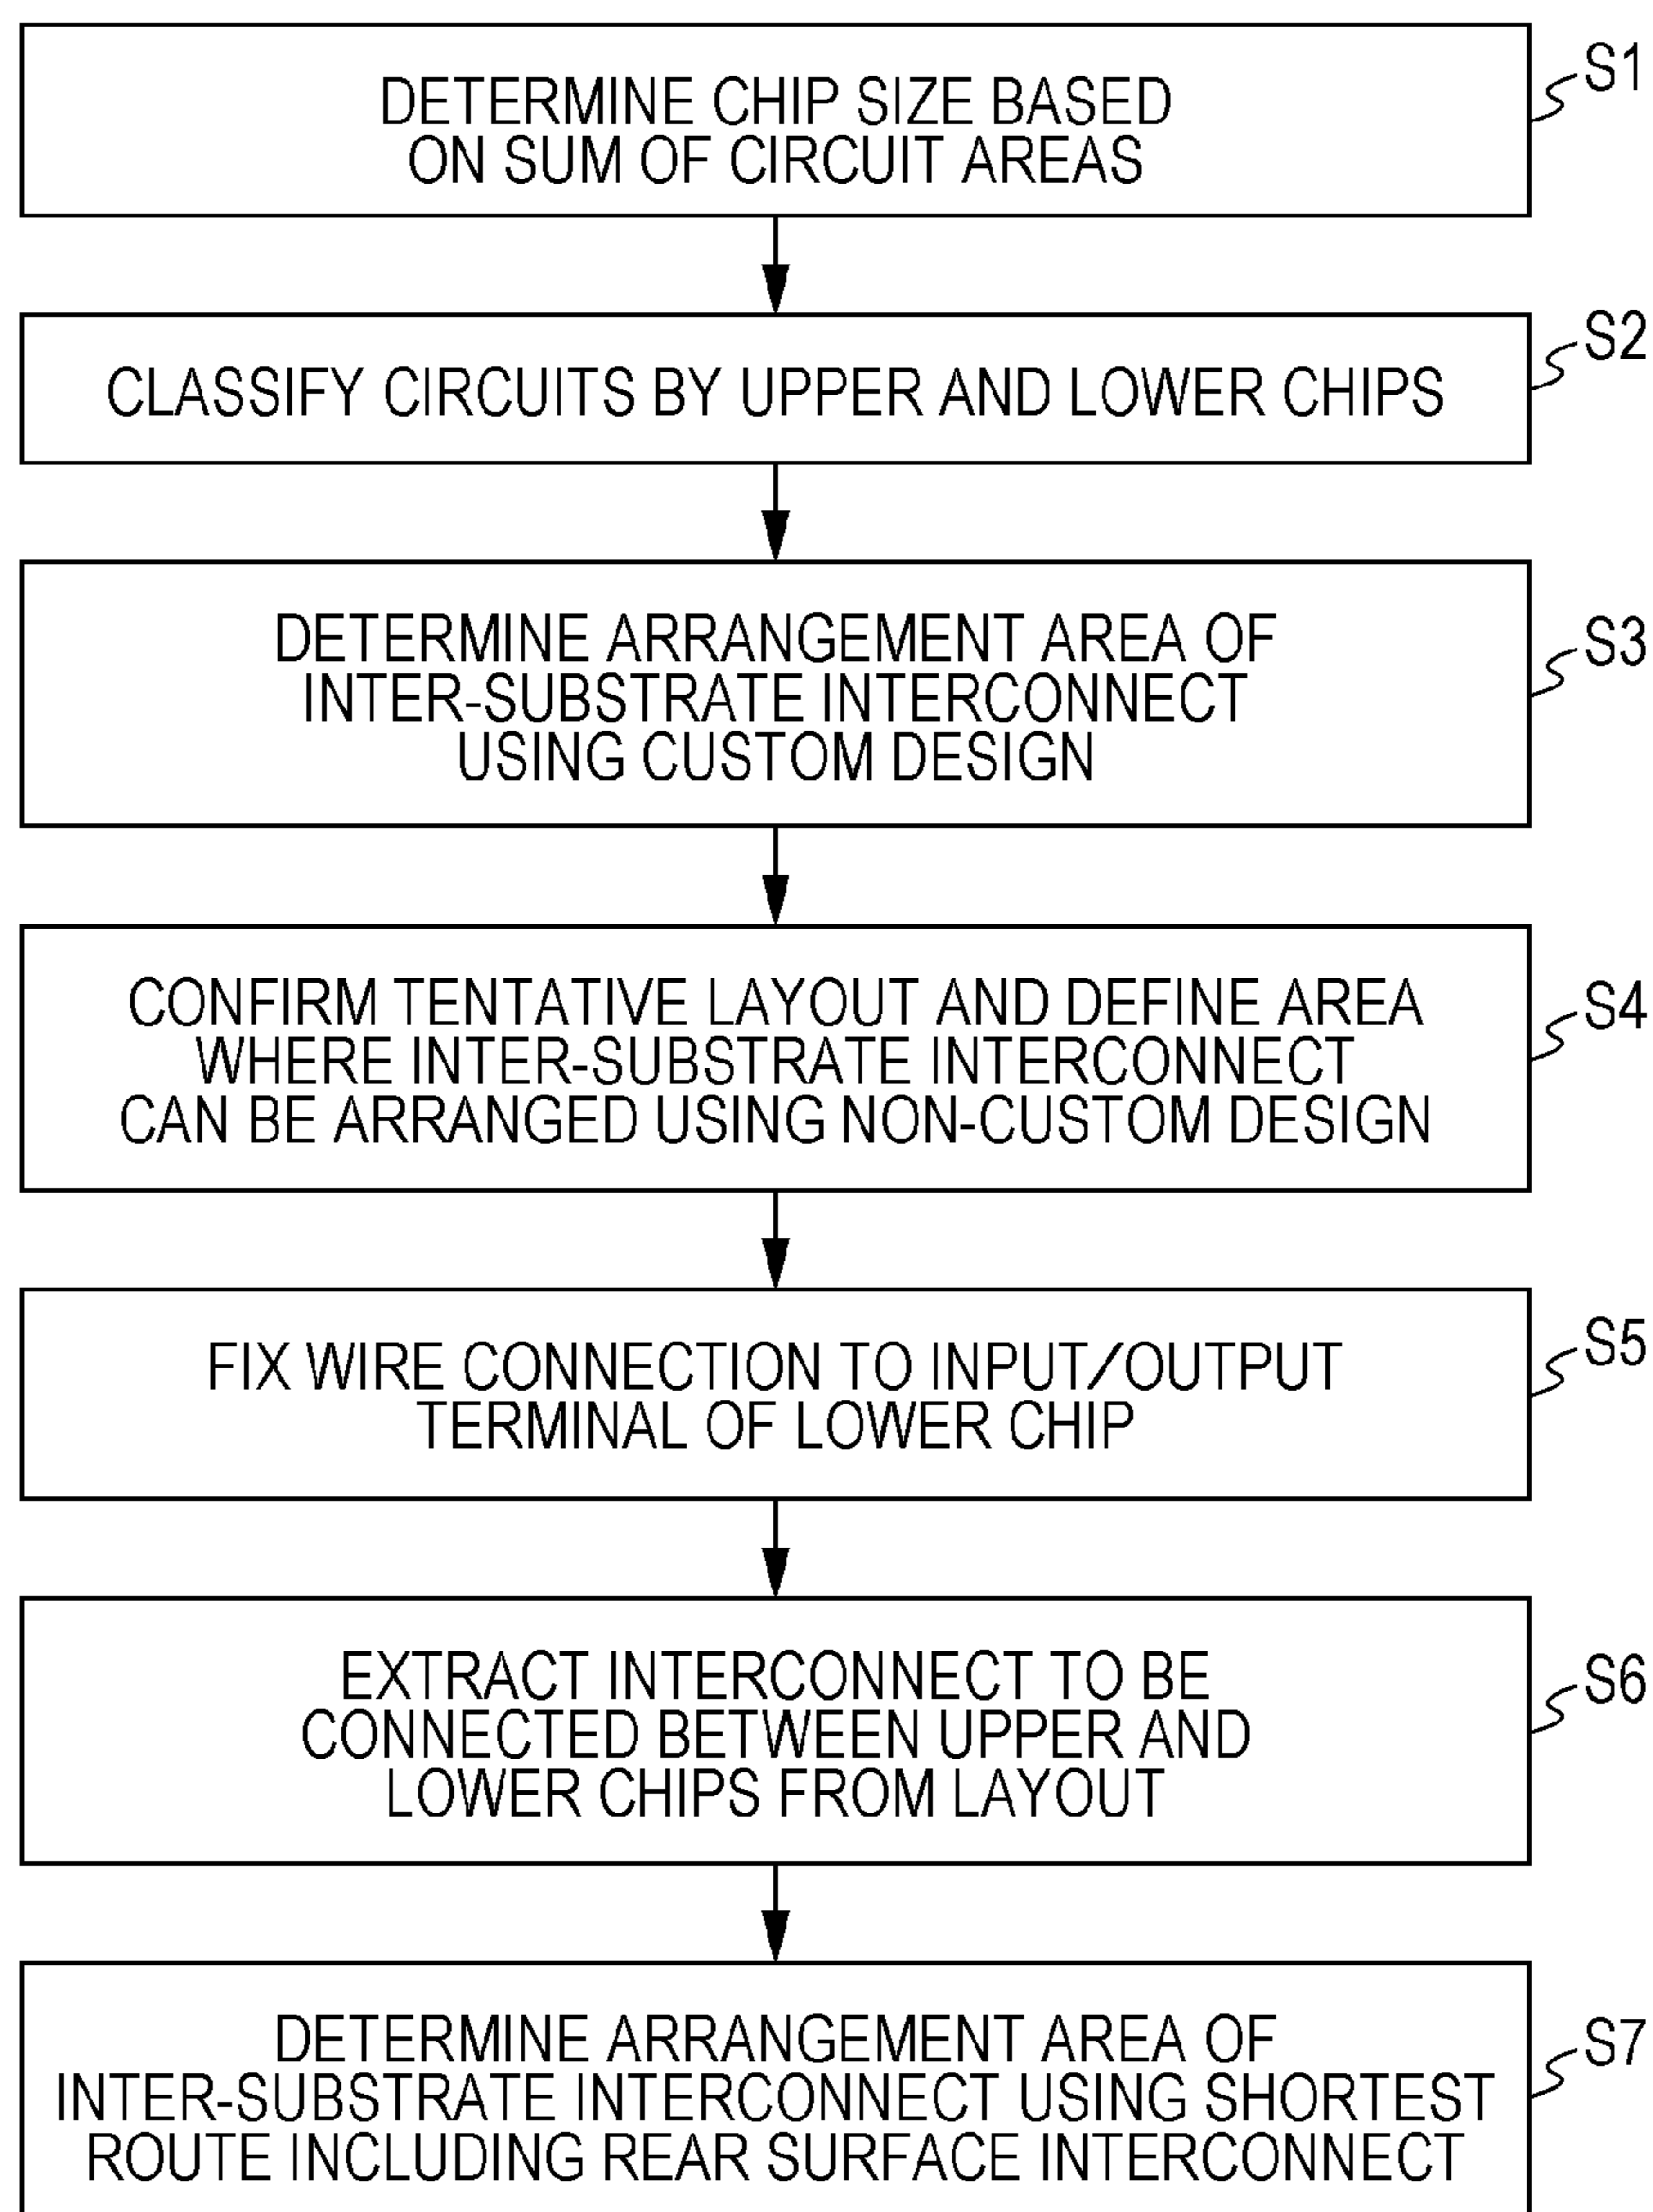 DETERMINE CHIP SIZE BASED
ON SUM OF CIRCUIT AREAS
S1
CLASSIFY CIRCUITS BY UPPER AND LOWER CHIPS
S2
DETERMINE ARRANGEMENT AREA OF
INTER-SUBSTRATE INTERCONNECT
USING CUSTOM DESIGN
S3
CONFIRM TENTATIVE LAYOUT AND DEFINE AREA
WHERE INTER-SUBSTRATE INTERCONNECT
CAN BE ARRANGED USING NON-CUSTOM DESIGN
S4
FIX WIRE CONNECTION TO INPUT/OUTPUT
TERMINAL OF LOWER CHIP
S5
EXTRACT INTERCONNECT TO BE
CONNECTED BETWEEN UPPER AND
LOWER CHIPS FROM LAYOUT
S6
DETERMINE ARRANGEMENT AREA OF
INTER-SUBSTRATE INTERCONNECT USING SHORTEST
ROUTE INCLUDING REAR SURFACE INTERCONNECT
S7